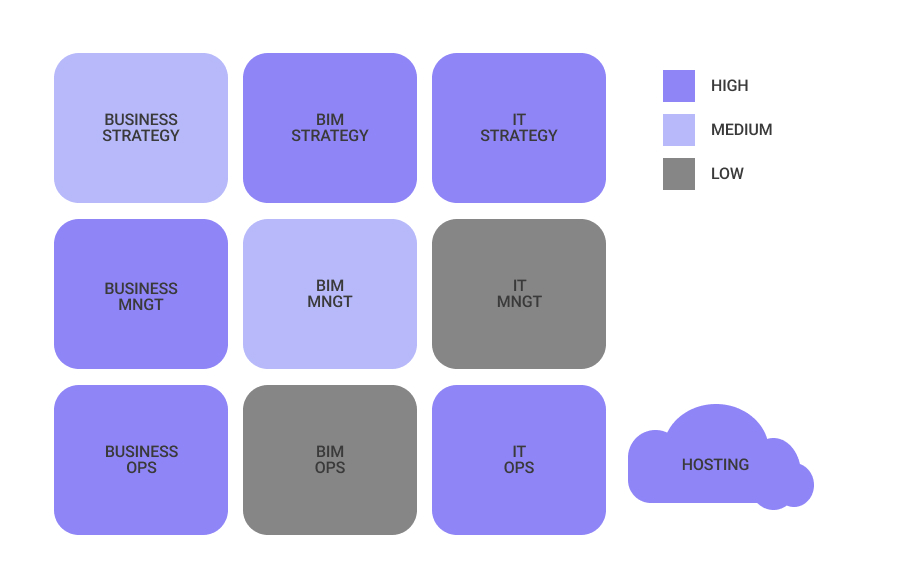 BUSINESS
STRATEGY
BIM
STRATEGY
IT
STRATEGY
HIGH
MEDIUM
LOW
BUSINESS
MNGT
BIM
MNGT
IT
MNGT
BUSINESS
OPS
BIM
OPS
IT
OPS
HOSTING